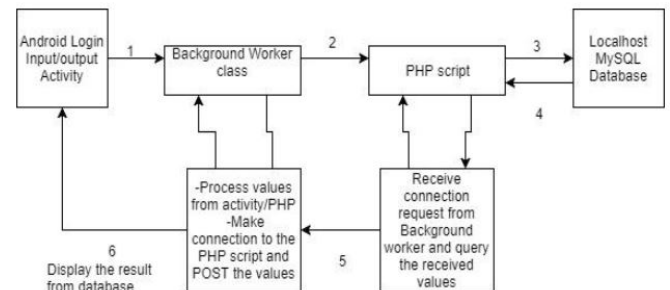 Android Login
Input/output
Activity
1
Background Worker
class
2
PHP script
3
Localhost
MySQL
Database
4
-Process values
from activity/PHP
-Make
connection to the
PHP script and
POST the values
5
Receive
connection
request from
Background
worker and query
the received
values
6
Display the result
from database